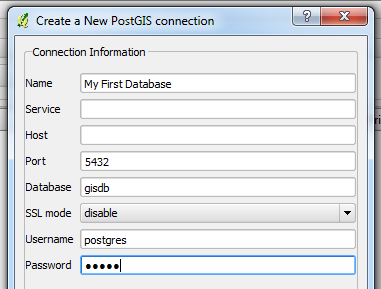 Create a New PostGIS connection
Connection Information
Name My First Database
Service
Host
Port 5432
Database gisdb
SSL mode disable
Username postgres
Password ●●●●●